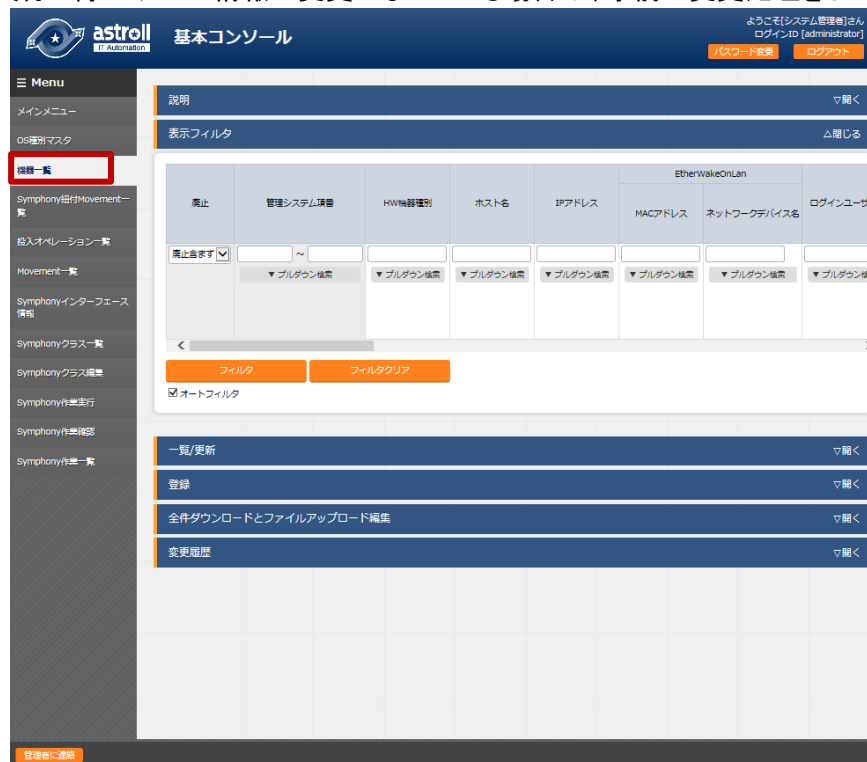 astroll
IT Automation
基本コンソール
ようこそ[システム管理者]さん
ログインID [administrator]
パスワード変更
ログアウト
☰ Menu
メインメニュー
OS種別マスタ
機器一覧
Symphony紐付Movement一
覧
投入オペレーション一覧
Movement一覧
Symphonyインターフェース
情報
Symphonyクラス一覧
Symphonyクラス編集
Symphony作業実行
Symphony作業確認
Symphony作業一覧
説明 ▽開く
表示フィルタ △閉じる
EtherWakeOnLan
廃止 管理システム項番 HW機器種別 ホスト名 IPアドレス MACアドレス ネットワークデバイス名 ログインユーザ
廃止含まず ～
▼ プルダウン検索 ▼ プルダウン検索 ▼ プルダウン検索 ▼ プルダウン検索 ▼ プルダウン検索 ▼ プルダウン検索 ▼ プルダウン検
フィルタ フィルタクリア
オートフィルタ
一覧/更新 ▽開く
登録 ▽開く
全件ダウンロードとファイルアップロード編集 ▽開く
変更履歴 ▽開く
管理者に連絡